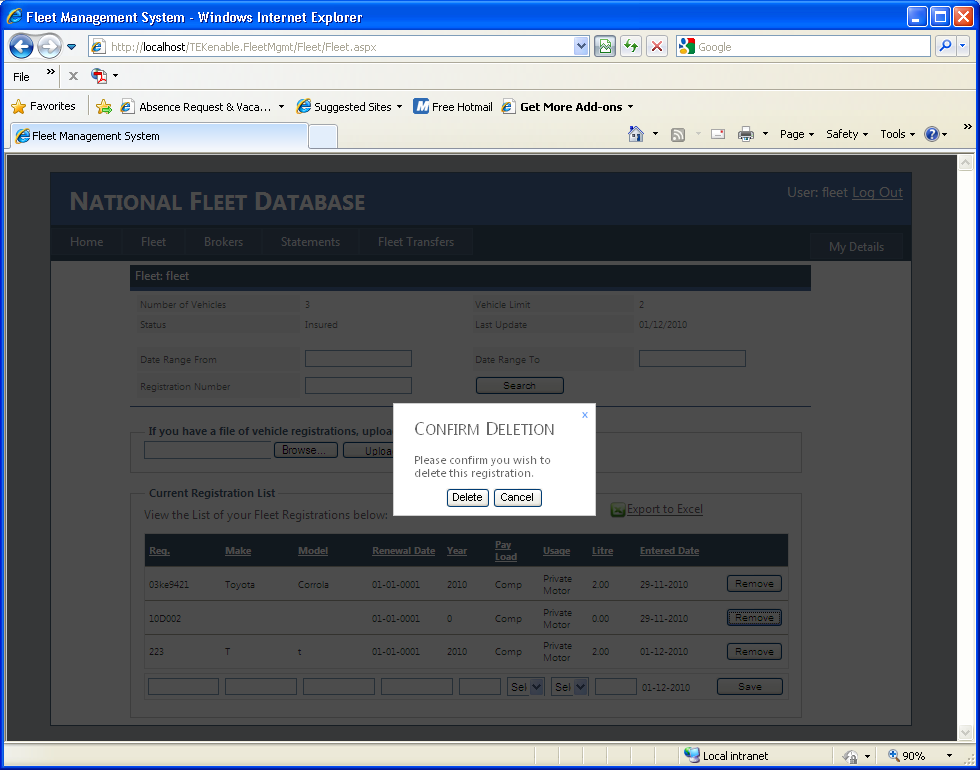 Fleet Management System - Windows Internet Explorer
http://localhost/TEKenable.FleetMgmt/Fleet/Fleet.aspx
Google
File »
Favorites Absence Request & Vaca... Suggested Sites Free Hotmail Get More Add-ons
Fleet Management System
Page Safety Tools »
NATIONAL FLEET DATABASE
User: fleet Log Out
Home Fleet Brokers Statements Fleet Transfers My Details
Fleet: fleet
Number of Vehicles 3 Vehicle Limit 2
Status Insured Last Update 01/12/2010
Date Range From Date Range To
Registration Number Search
If you have a file of vehicle registrations, uploa
Browse... Uploa
x
CONFIRM DELETION
Please confirm you wish to
delete this registration.
Delete Cancel
Current Registration List
View the List of your Fleet Registrations below: Export to Excel
Reg. Make Model Renewal Date Year Pay Load Usage Litre Entered Date
03ke9421 Toyota Corrola 01-01-0001 2010 Comp Private Motor 2.00 29-11-2010 Remove
10D002 01-01-0001 0 Comp Private Motor 0.00 29-11-2010 Remove
223 T t 01-01-0001 2010 Comp Private Motor 2.00 01-12-2010 Remove
Sel Sel 01-12-2010 Save
Local intranet 90%